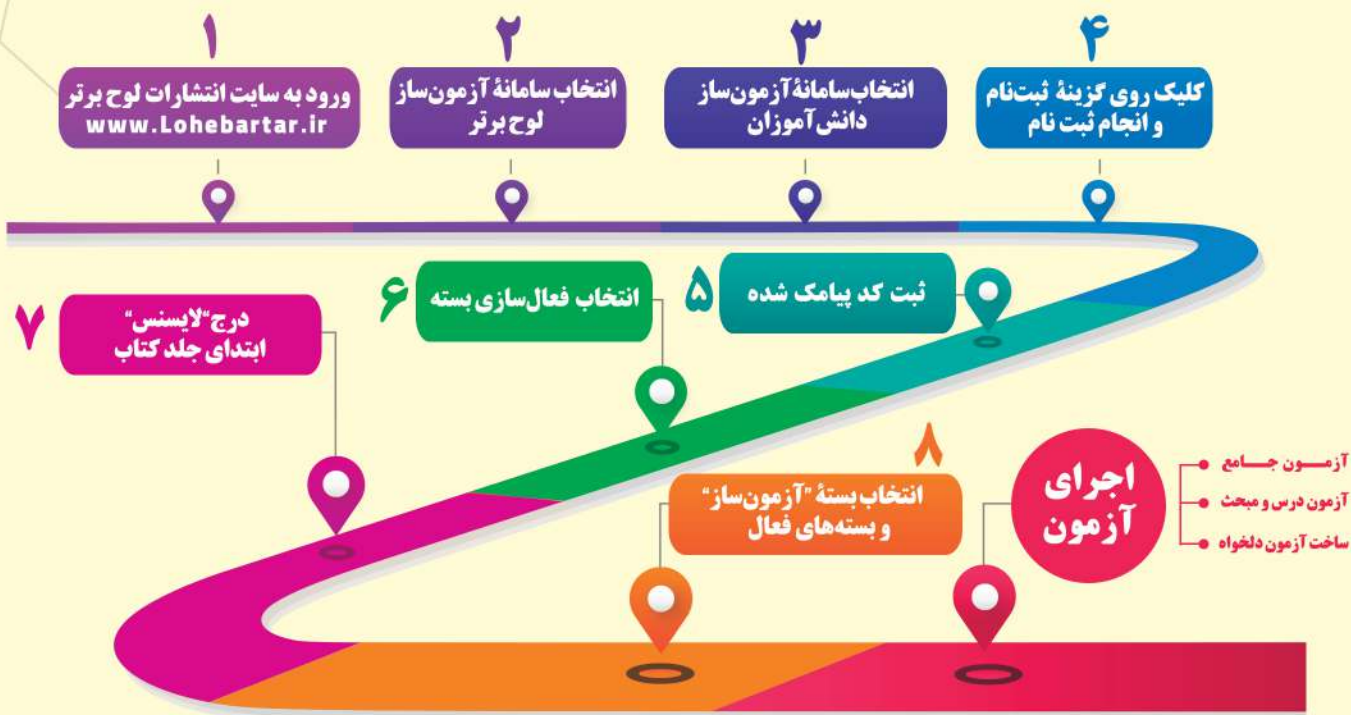 ۱
ورود به سایت انتشارات لوح برتر
www.Lohebartar.ir
۲
انتخاب سامانهٔ آزمون‌ساز
لوح برتر
۳
انتخاب سامانهٔ آزمون‌ساز
دانش‌آموزان
۴
کلیک روی گزینهٔ ثبت‌نام
و انجام ثبت نام
۵
ثبت کد پیامک شده
۶
انتخاب فعال‌سازی بسته
۷
درج "لایسنس"
ابتدای جلد کتاب
۸
انتخاب بستهٔ "آزمون‌ساز"
و بسته‌های فعال
اجرای
آزمون
آزمـــون جـــامع
آزمون درس و مبحث
ساخت آزمون دلخواه